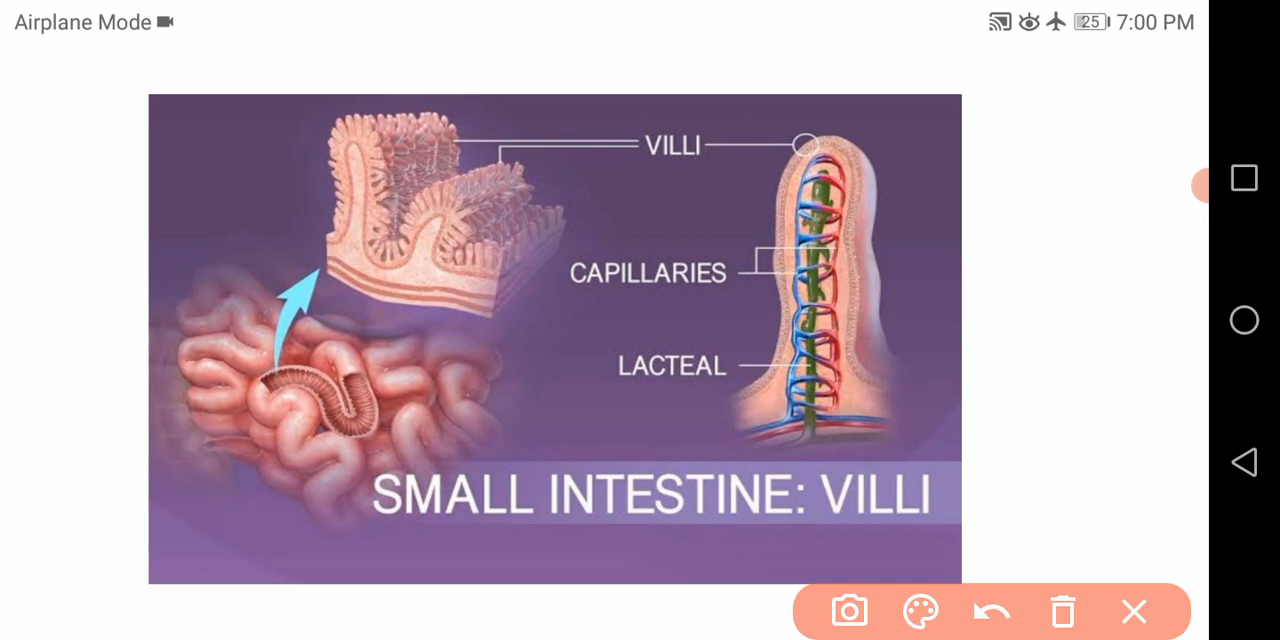 Airplane Mode
25 7:00 PM
VILLI
CAPILLARIES
LACTEAL
SMALL INTESTINE: VILLI